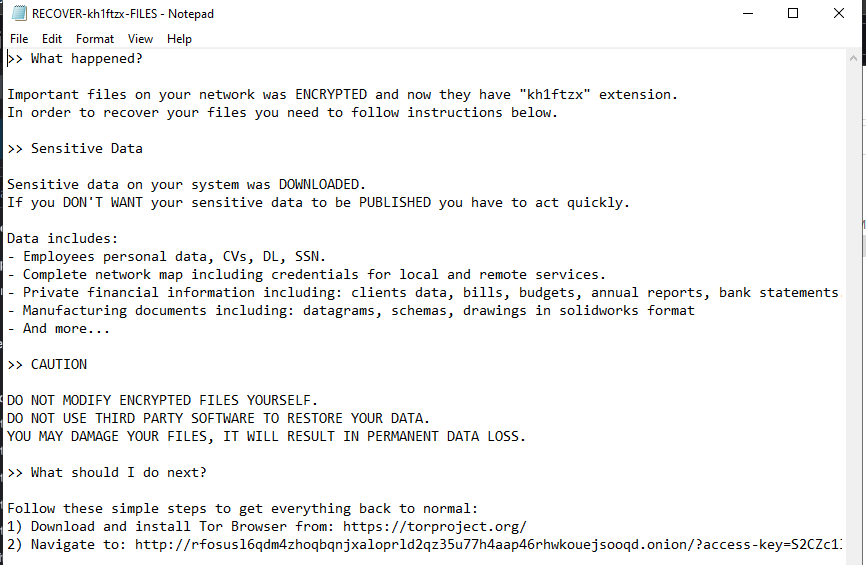 RECOVER-kh1ftzx-FILES - Notepad
File Edit Format View Help
>> What happened?
Important files on your network was ENCRYPTED and now they have "kh1ftzx" extension.
In order to recover your files you need to follow instructions below.
>> Sensitive Data
Sensitive data on your system was DOWNLOADED.
If you DON'T WANT your sensitive data to be PUBLISHED you have to act quickly.
Data includes:
- Employees personal data, CVs, DL, SSN.
- Complete network map including credentials for local and remote services.
- Private financial information including: clients data, bills, budgets, annual reports, bank statements
- Manufacturing documents including: datagrams, schemas, drawings in solidworks format
- And more...
>> CAUTION
DO NOT MODIFY ENCRYPTED FILES YOURSELF.
DO NOT USE THIRD PARTY SOFTWARE TO RESTORE YOUR DATA.
YOU MAY DAMAGE YOUR FILES, IT WILL RESULT IN PERMANENT DATA LOSS.
>> What should I do next?
Follow these simple steps to get everything back to normal:
1) Download and install Tor Browser from: https://torproject.org/
2) Navigate to: http://rfosusl6qdm4zhoqbqnjxaloprld2qz35u77h4aap46rhwkouejsooqd.onion/?access-key=S2CZc1